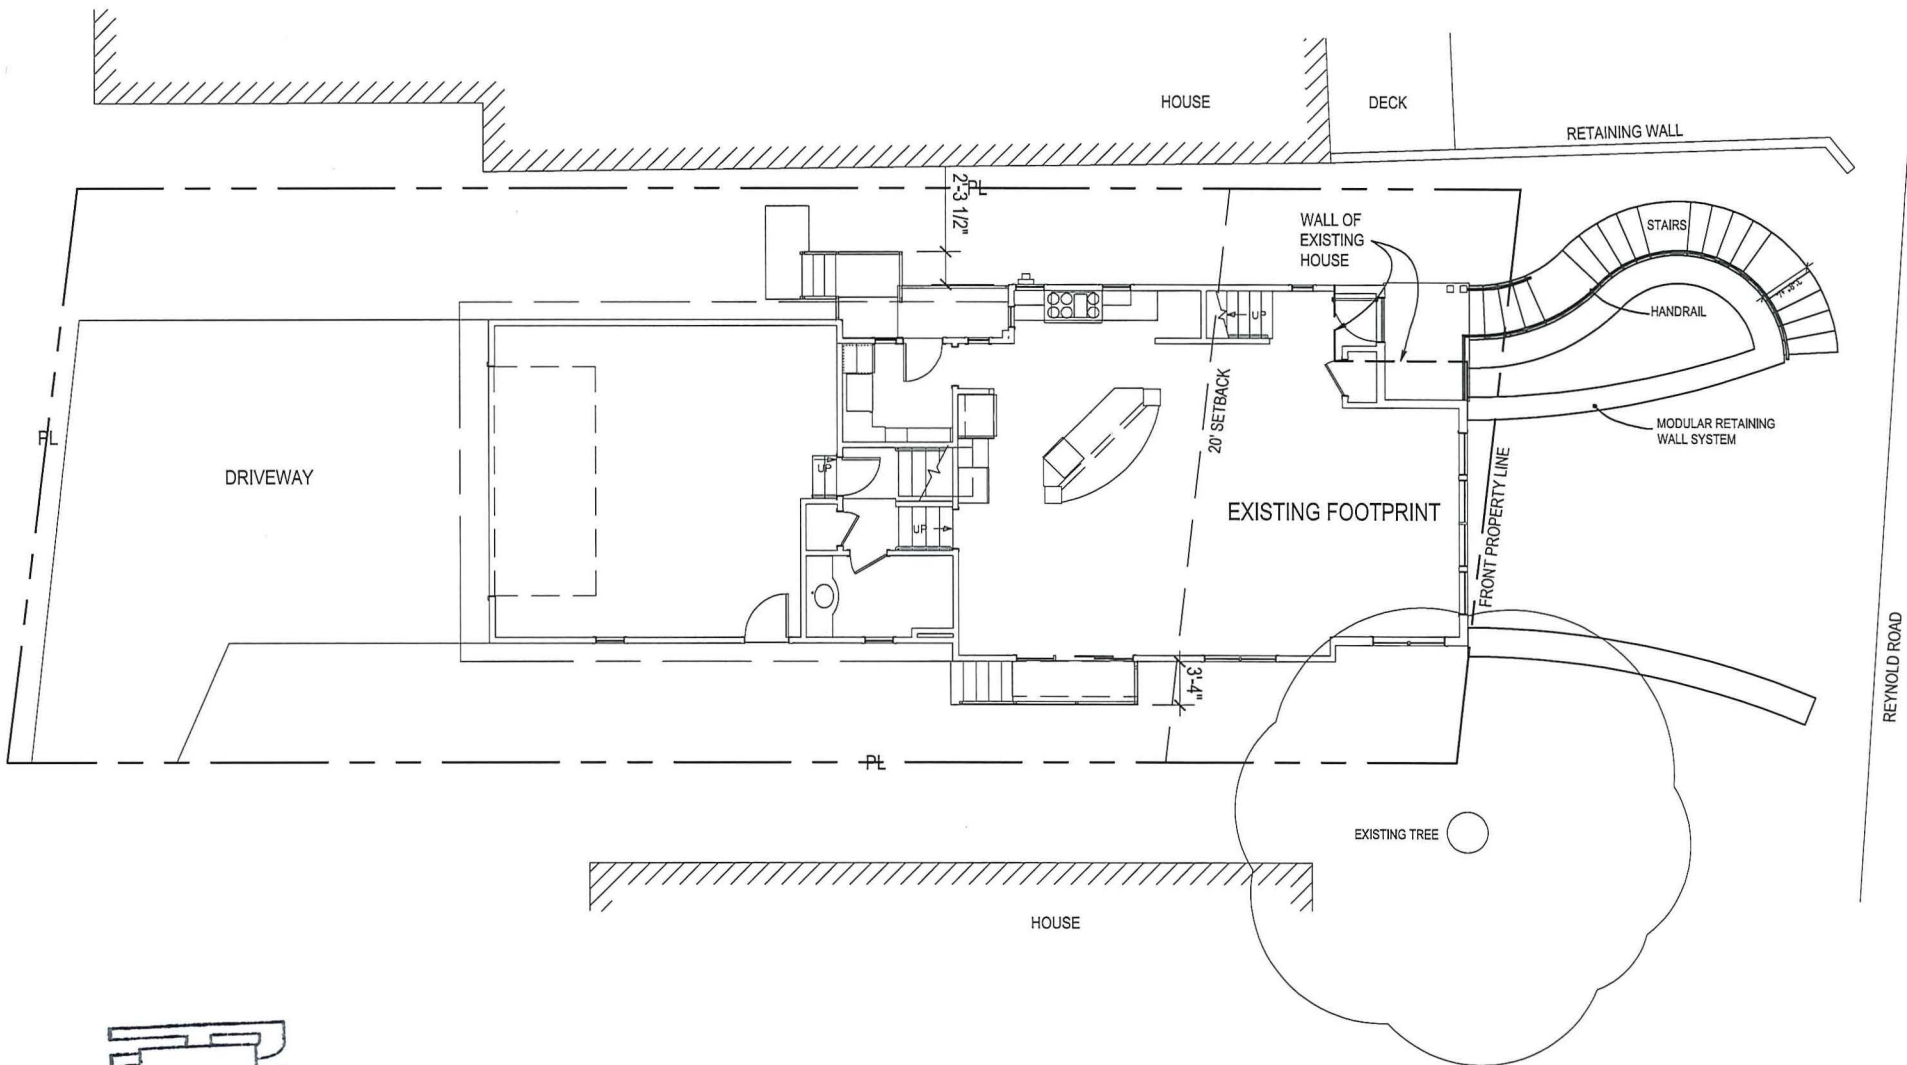 HOUSE
DECK
RETAINING WALL
PL
2'-3 1/2"
WALL OF
EXISTING
HOUSE
STAIRS
HANDRAIL
UP
20' SETBACK
MODULAR RETAINING
WALL SYSTEM
PL
DRIVEWAY
UP
UP
EXISTING FOOTPRINT
FRONT PROPERTY LINE
REYNOLD ROAD
3'-4"
PL
EXISTING TREE
HOUSE